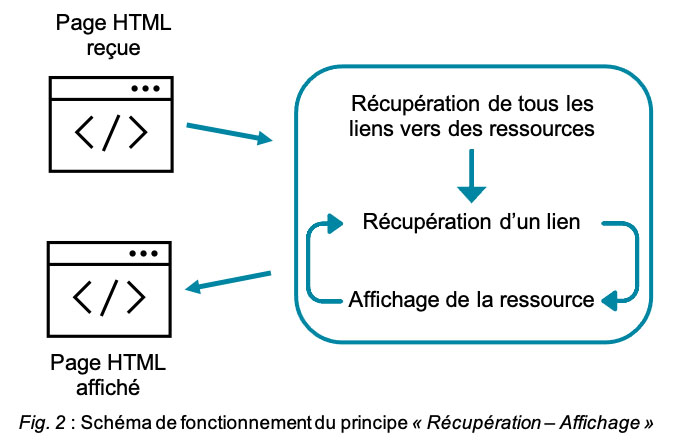 Page HTML
reçue
</>
Récupération de tous les
liens vers des ressources
Récupération d'un lien
Affichage de la ressource
</>
Page HTML
affiché
Fig. 2 : Schéma de fonctionnement du principe « Récupération – Affichage »